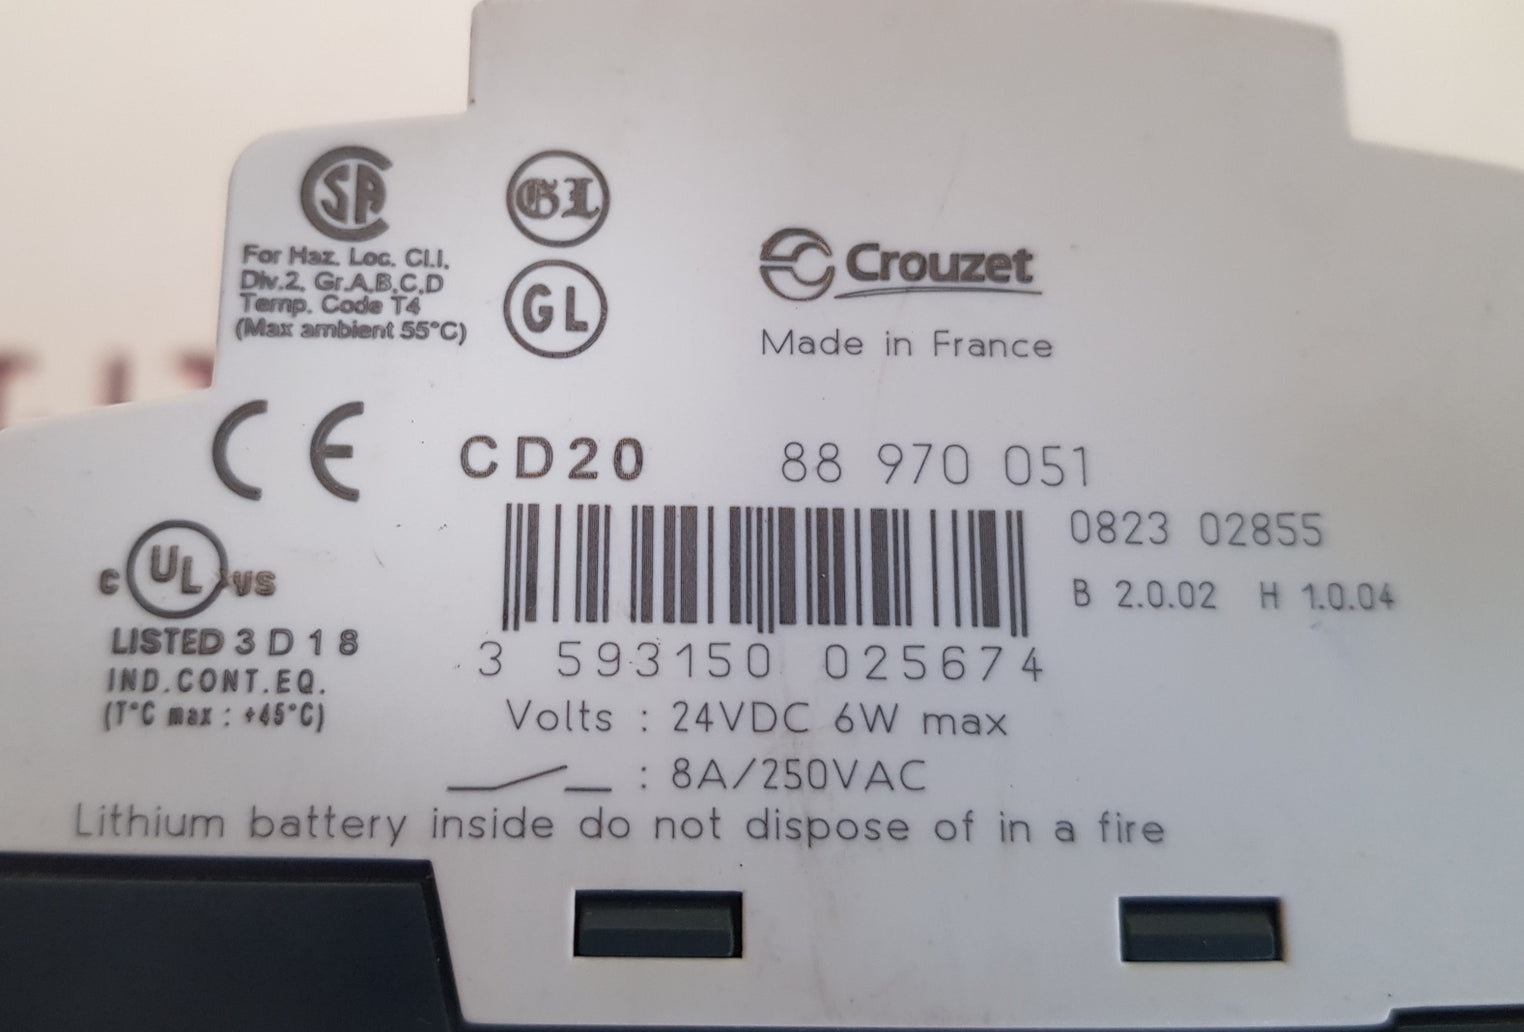 CSA
For Haz. Loc. Cl.I.
Div.2, Gr.A,B,C,D
Temp. Code T4
(Max ambient 55°C)
GL
GL
Crouzet
Made in France
CE
CD20
88 970 051
0823 02855
B 2.0.02 H 1.0.04
C UL US
LISTED 3 D 1 8
IND.CONT.EQ.
(T°C max : +45°C)
3 593150 025674
Volts : 24VDC 6W max
: 8A/250VAC
Lithium battery inside do not dispose of in a fire